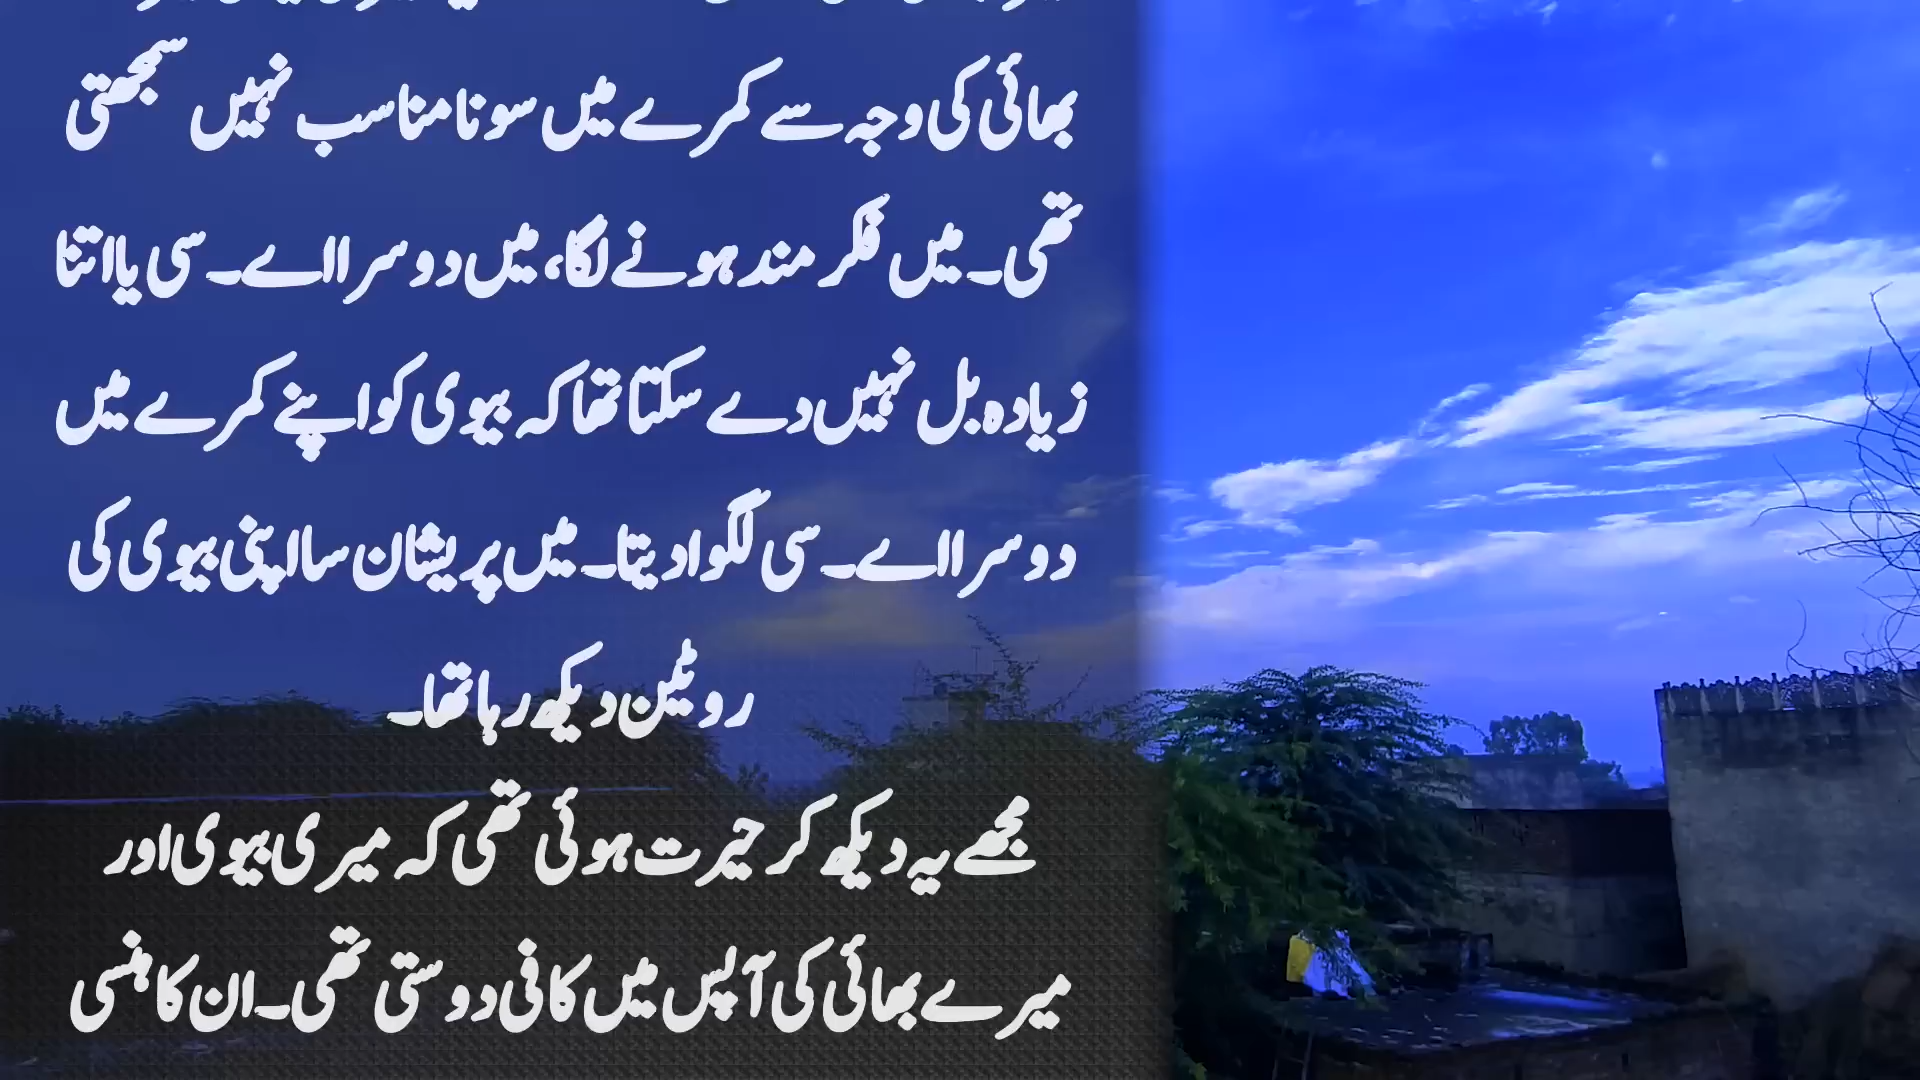 بھائی کی وجہ سے کمرے میں سونا مناسب نہیں سمجھتی
تھی۔ میں فکر مند ہونے لگا، میں دوسرا اے۔ سی یا اتنا
زیادہ بل نہیں دے سکتا تھا کہ بیوی کو اپنے کمرے میں
دوسرا اے۔ سی لگوا دیتا۔ میں پریشان سا اپنی بیوی کی
روٹین دیکھ رہا تھا۔
مجھے یہ دیکھ کر حیرت ہوئی تھی کہ میری بیوی اور
میرے بھائی کی آپس میں کافی دوستی تھی۔ ان کا ہنسی